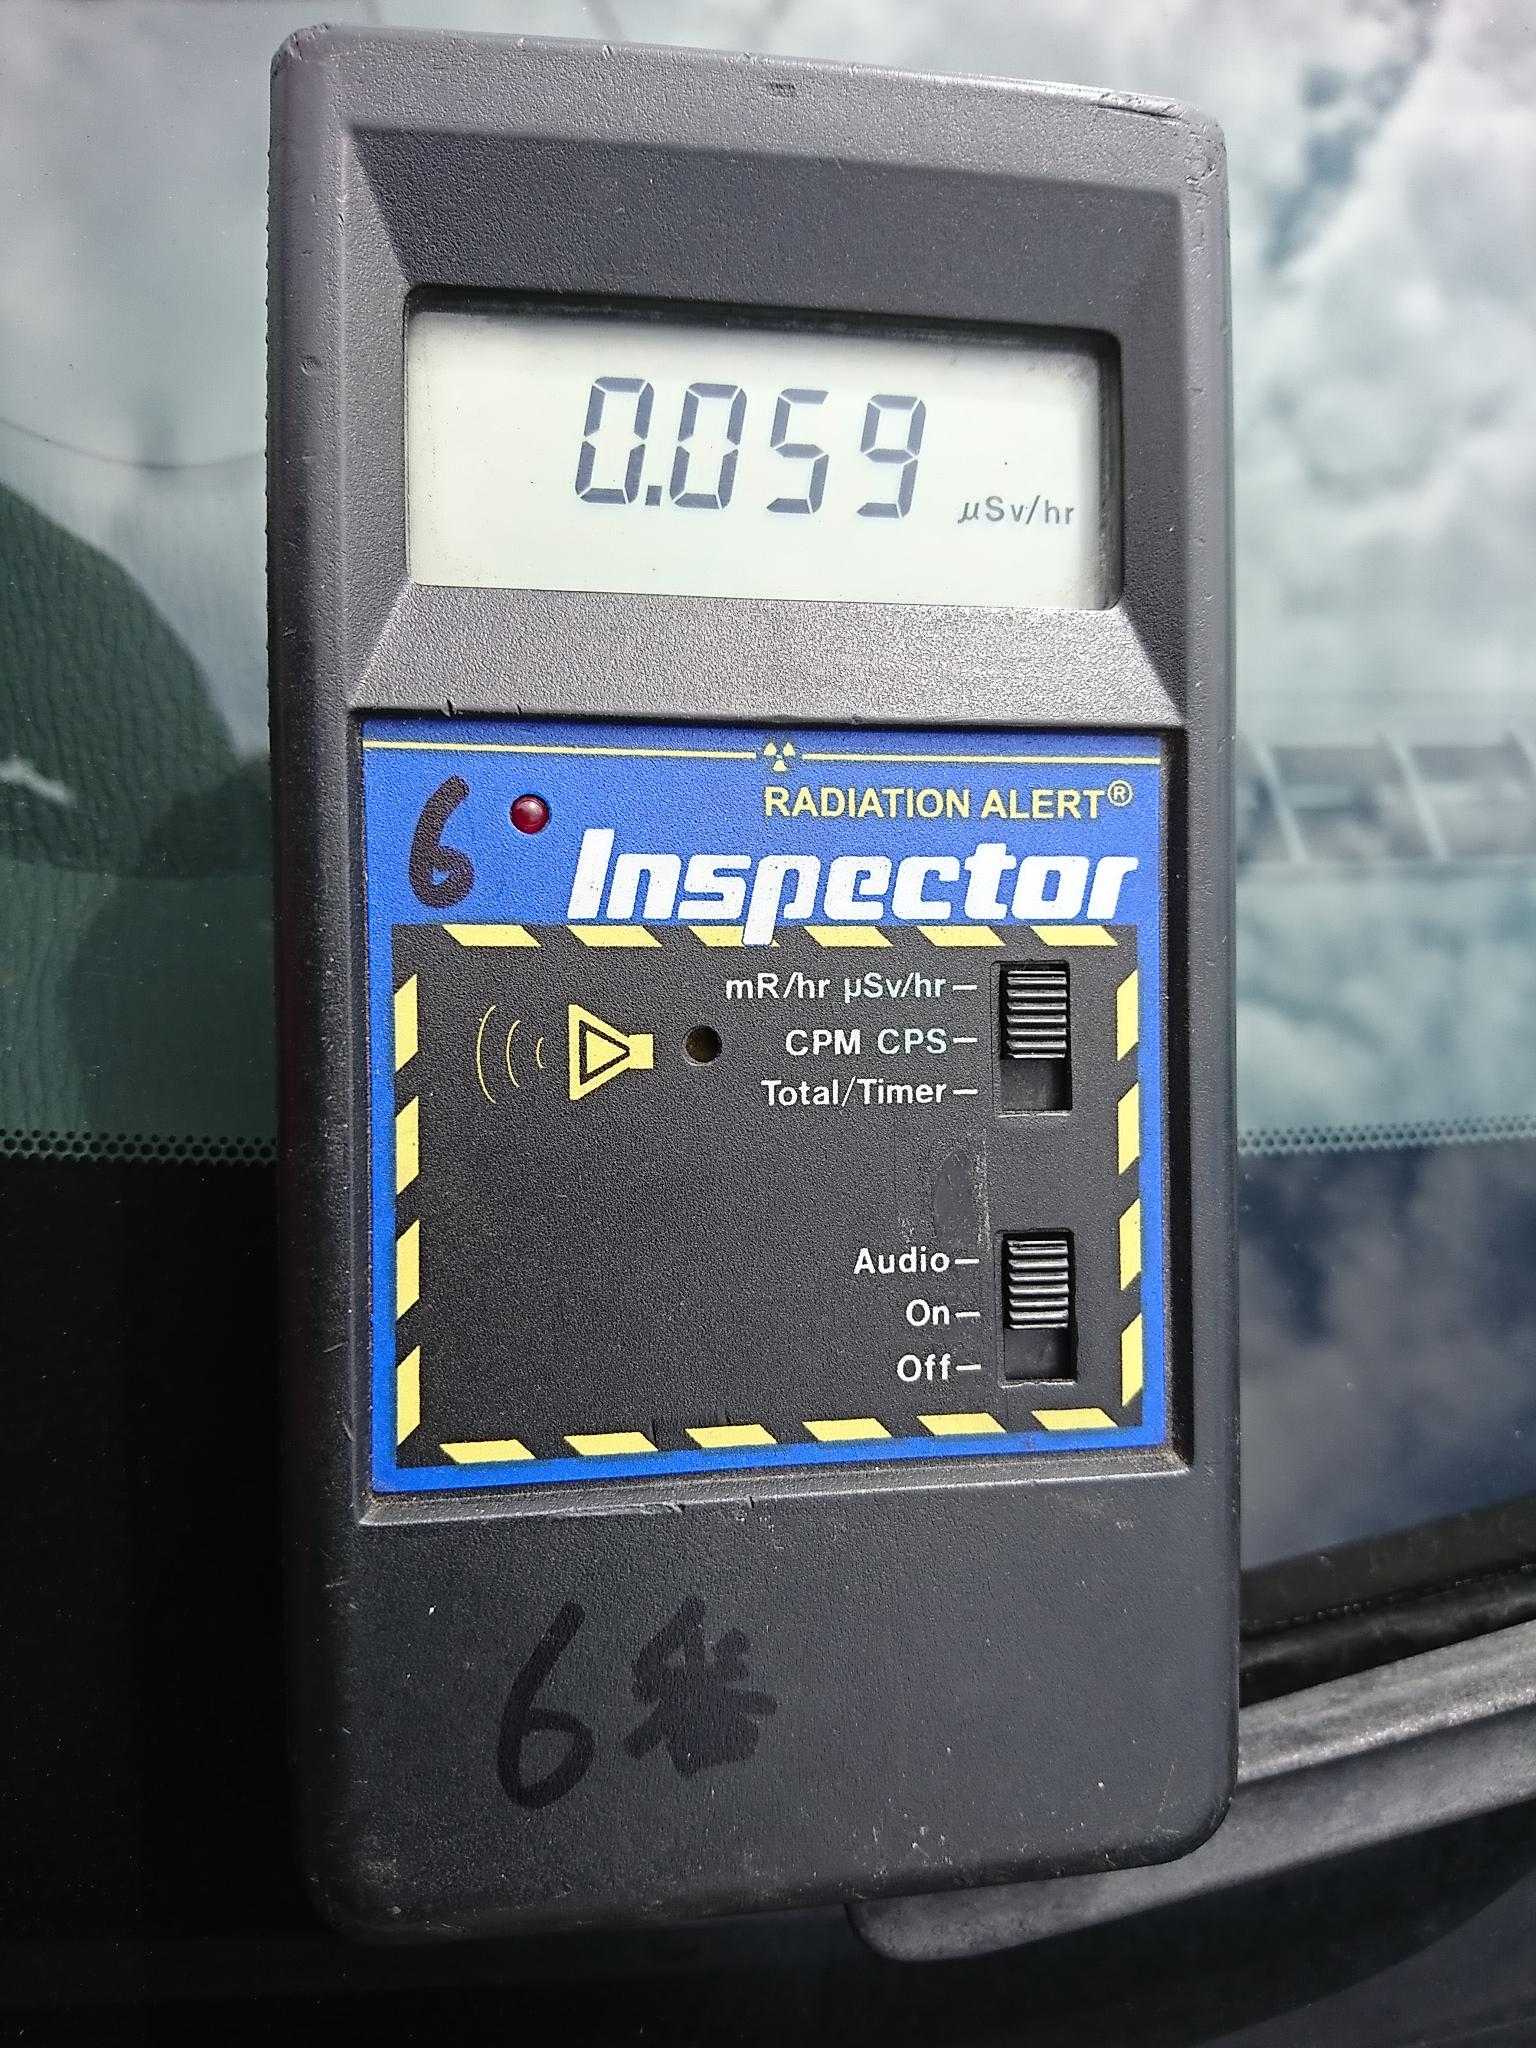 0.059 µSv/hr
RADIATION ALERT®
6
Inspector
mR/hr µSv/hr
CPM CPS
Total/Timer
Audio
On
Off
6